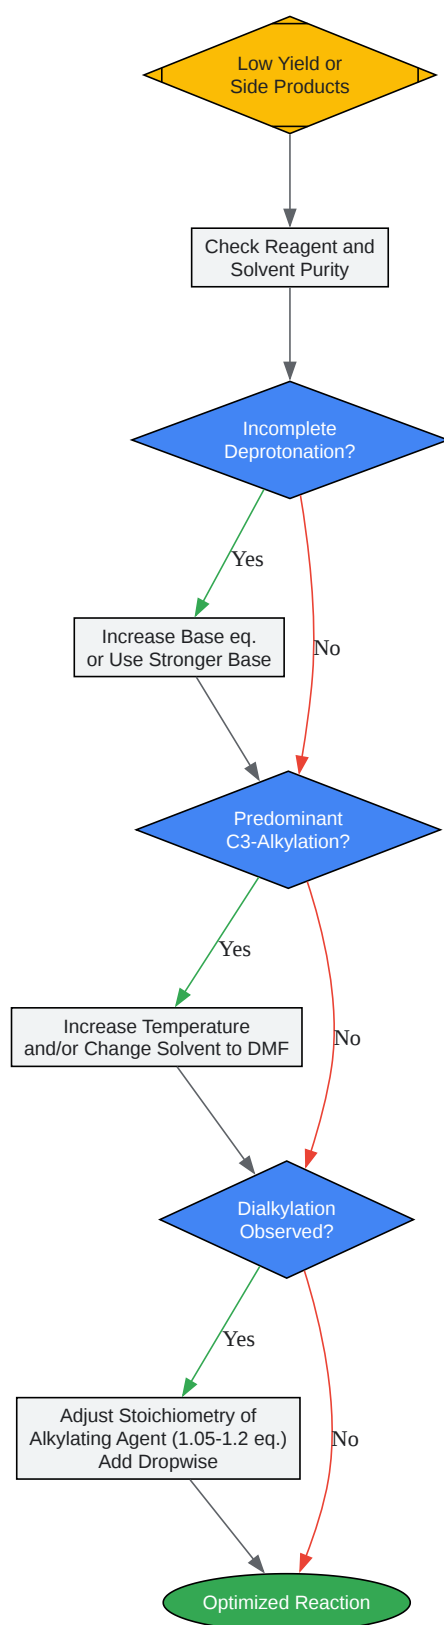 Low Yield or
Side Products
Check Reagent and
Solvent Purity
Incomplete
Deprotonation?
Yes
No
Increase Base eq.
or Use Stronger Base
Predominant
C3-Alkylation?
Yes
No
Increase Temperature
and/or Change Solvent to DMF
Dialkylation
Observed?
Yes
No
Adjust Stoichiometry of
Alkylating Agent (1.05-1.2 eq.)
Add Dropwise
Optimized Reaction